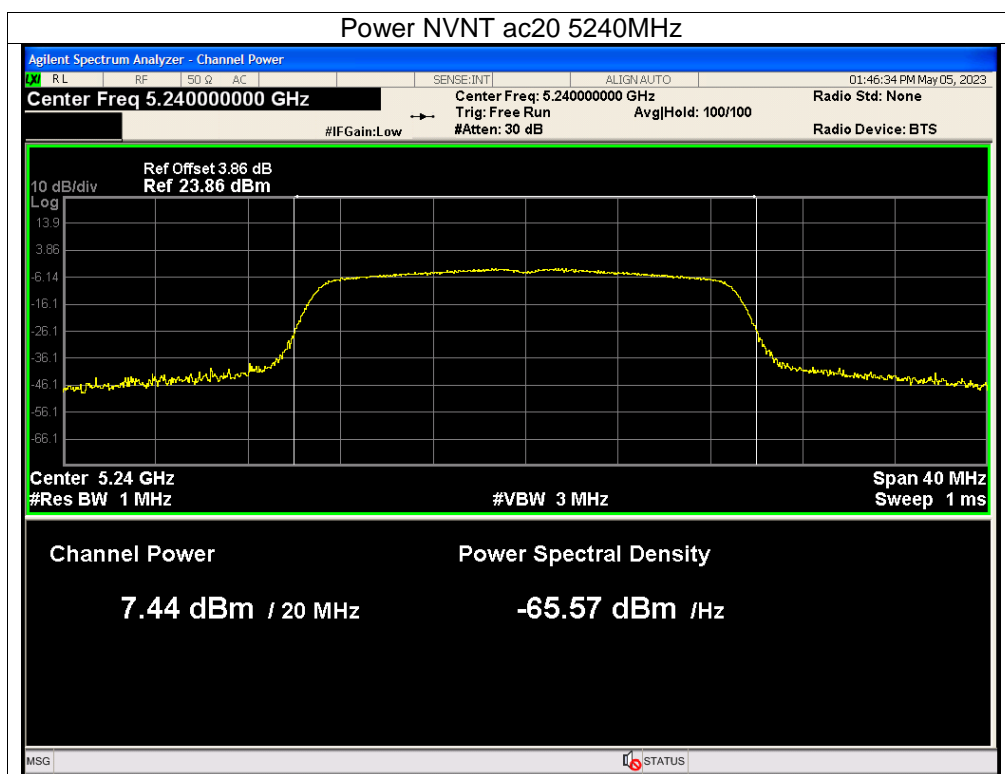 Power NVNT ac20 5240MHz
Agilent Spectrum Analyzer - Channel Power
LXI RL RF 50 Ω AC SENSE:INT ALIGN AUTO 01:46:34 PM May 05, 2023
Center Freq 5.240000000 GHz Center Freq: 5.240000000 GHz Radio Std: None
Trig: Free Run Avg|Hold: 100/100
#IFGain:Low #Atten: 30 dB Radio Device: BTS
Ref Offset 3.86 dB
10 dB/div Ref 23.86 dBm
Log
13.9
3.86
-6.14
-16.1
-26.1
-36.1
-46.1
-56.1
-66.1
Center 5.24 GHz Span 40 MHz
#Res BW 1 MHz #VBW 3 MHz Sweep 1 ms
Channel Power Power Spectral Density
7.44 dBm / 20 MHz -65.57 dBm /Hz
MSG STATUS